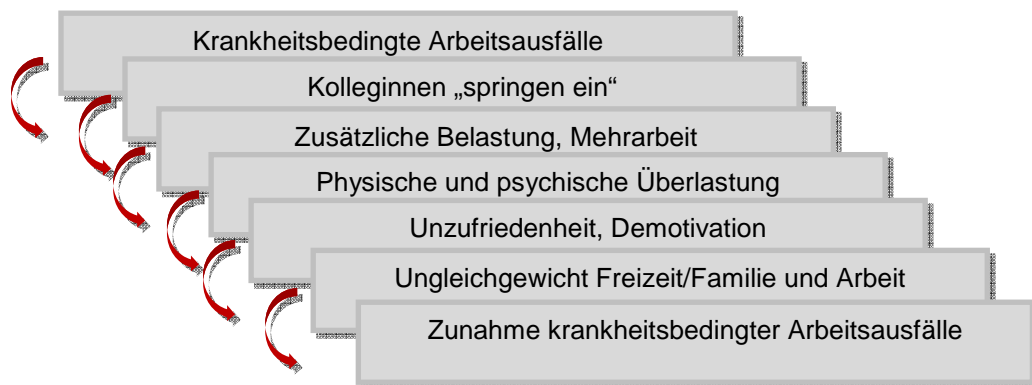 Krankheitsbedingte Arbeitsausfälle
Kolleginnen „springen ein“
Zusätzliche Belastung, Mehrarbeit
Physische und psychische Überlastung
Unzufriedenheit, Demotivation
Ungleichgewicht Freizeit/Familie und Arbeit
Zunahme krankheitsbedingter Arbeitsausfälle